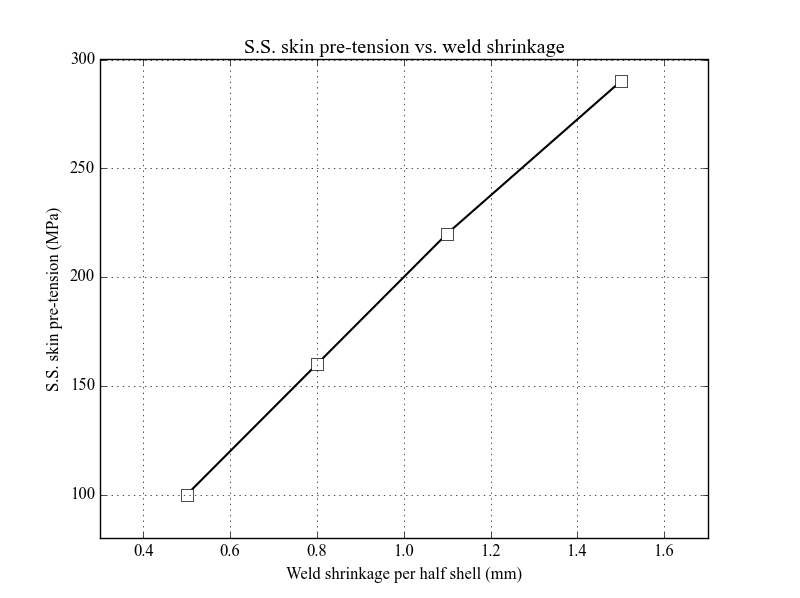 S.S. skin pre-tension vs. weld shrinkage
300
250
200
150
100
S.S. skin pre-tension (MPa)
0.4 0.6 0.8 1.0 1.2 1.4 1.6
Weld shrinkage per half shell (mm)